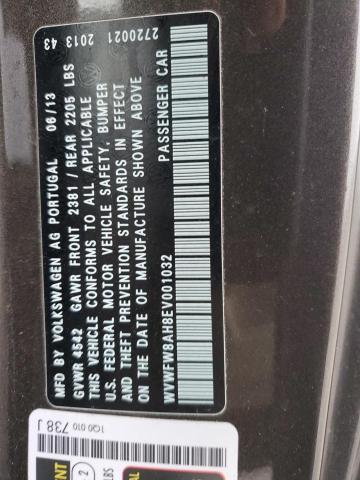 MFD BY VOLKSWAGEN AG PORTUGAL 06/13 2013 43
GVWR 4542 GAWR FRONT 2381 / REAR 2205 LBS 2720021
THIS VEHICLE CONFORMS TO ALL APPLICABLE
U.S. FEDERAL MOTOR VEHICLE SAFETY, BUMPER
AND THEFT PREVENTION STANDARDS IN EFFECT
ON THE DATE OF MANUFACTURE SHOWN ABOVE
WVWFW8AH8EV001032 PASSENGER CAR
1Q0 010 738 J
2
LBS